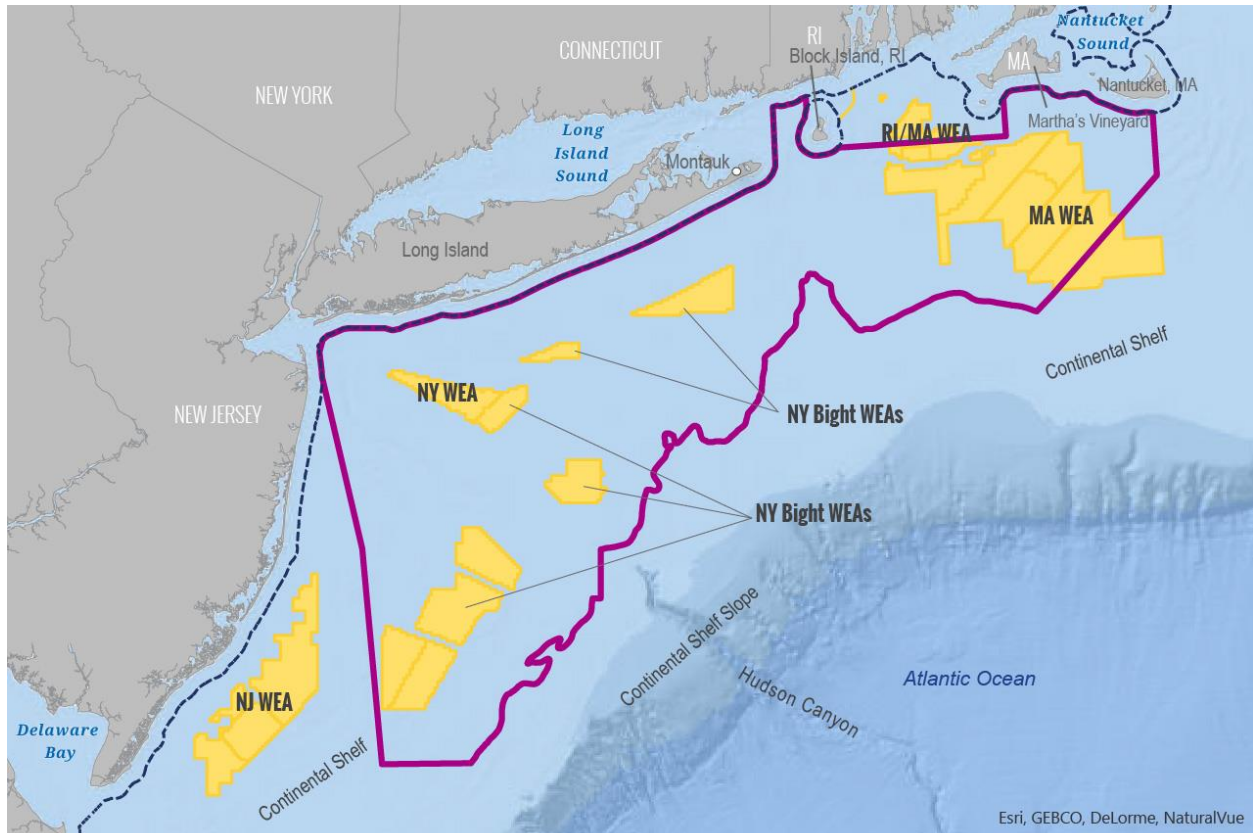 Nantucket
Sound
RI
CONNECTICUT
Block Island, RI
MA
NEW YORK
Nantucket, MA
Martha's Vineyard
Long
Island
Sound
RI/MA WEA
Montauk
MA WEA
Long Island
Continental Shelf
NY WEA
NEW JERSEY
NY Bight WEAs
NY Bight WEAs
Continental Shelf Slope
Hudson Canyon
Atlantic Ocean
NJ WEA
Delaware
Bay
Continental Shelf
Esri, GEBCO, DeLorme, NaturalVue